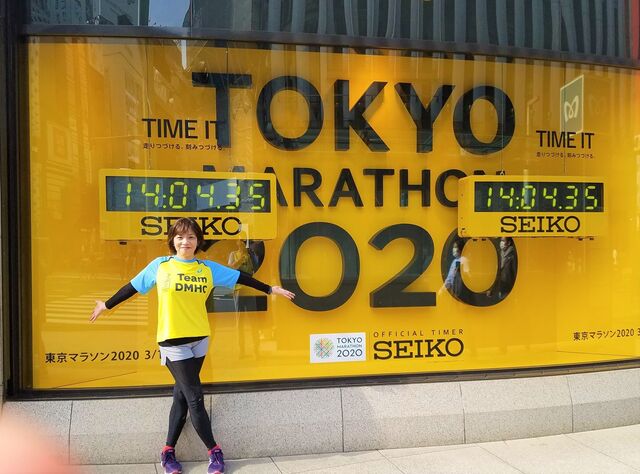 TOKYO
MARATHON
2020
TIME IT
走りつづける。刻みつづける。
14:04.35
SEIKO
TIME IT
走りつづける。刻みつづける。
14:04.35
SEIKO
Team
DMHC
TOKYO
MARATHON
2020
OFFICIAL TIMER
SEIKO
東京マラソン2020 3/1
東京マラソン2020